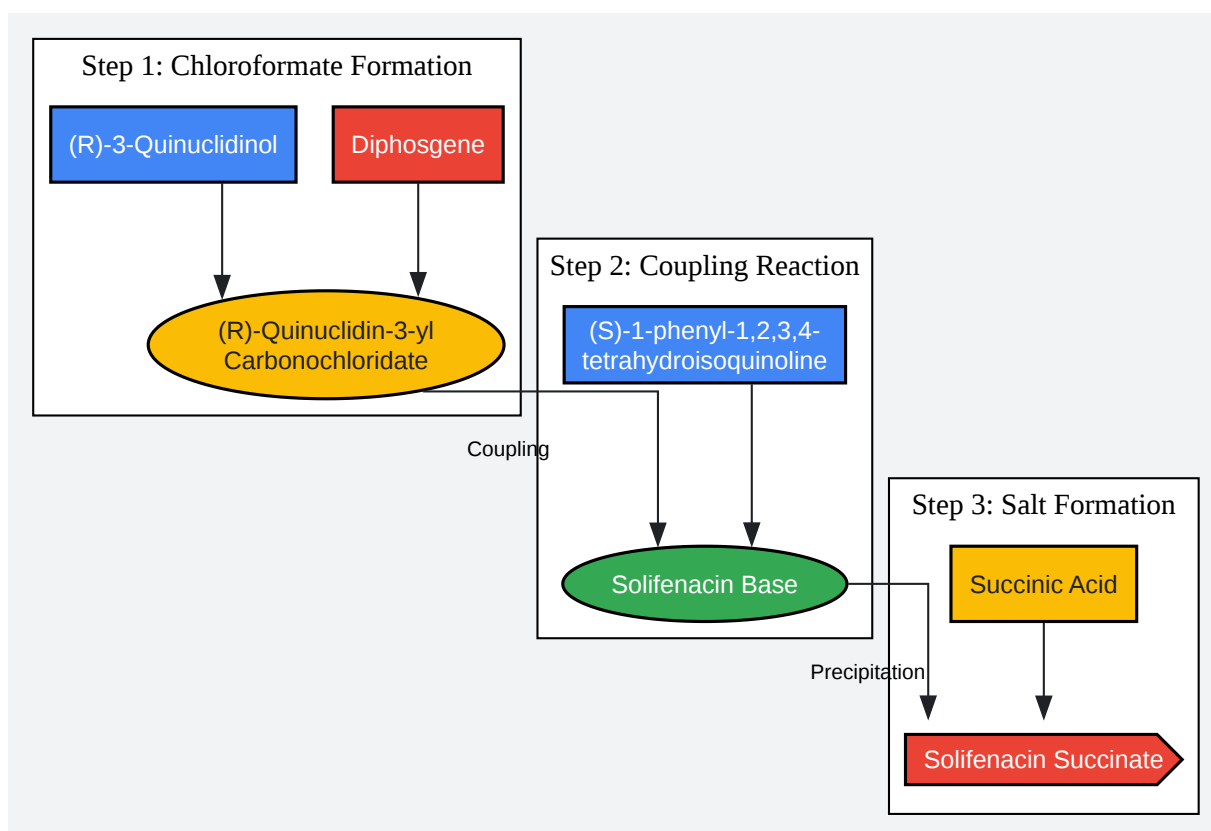 Step 1: Chloroformate Formation
(R)-3-Quinuclidinol
Diphosgene
(R)-Quinuclidin-3-yl
Carbonochloridate
Coupling
Step 2: Coupling Reaction
(S)-1-phenyl-1,2,3,4-
tetrahydroisoquinoline
Solifenacin Base
Precipitation
Step 3: Salt Formation
Succinic Acid
Solifenacin Succinate